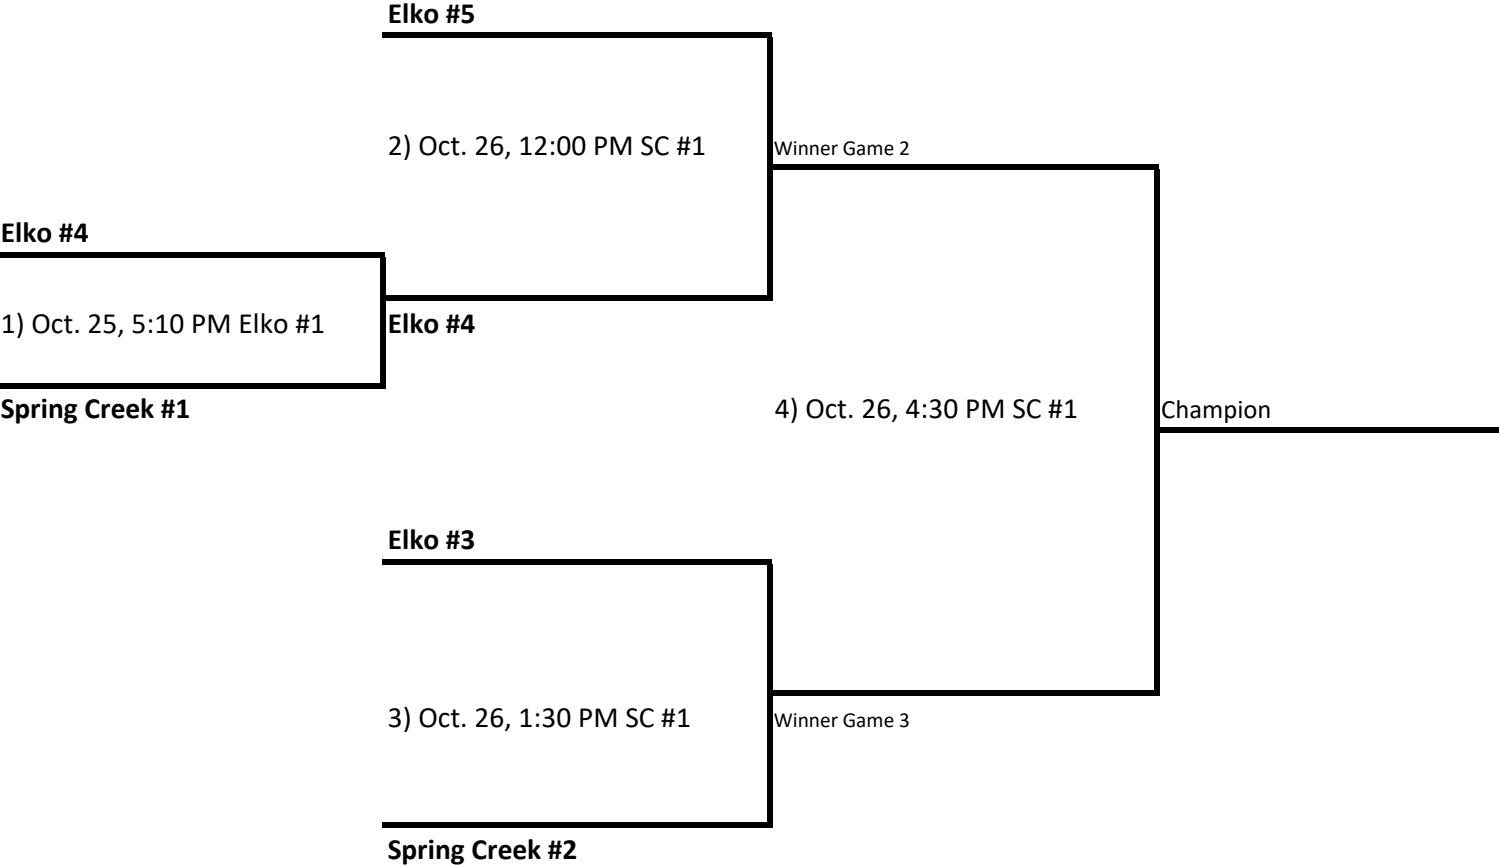 Elko #5
2) Oct. 26, 12:00 PM SC #1
Winner Game 2
Elko #4
1) Oct. 25, 5:10 PM Elko #1
Elko #4
Spring Creek #1
4) Oct. 26, 4:30 PM SC #1
Champion
Elko #3
3) Oct. 26, 1:30 PM SC #1
Winner Game 3
Spring Creek #2